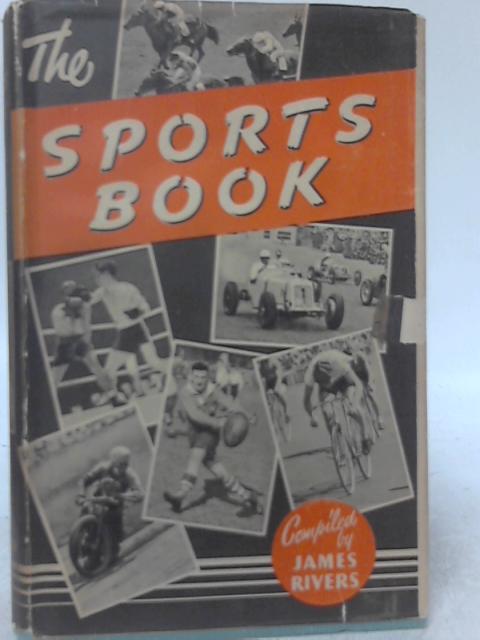 The
SPORTS
BOOK
Compiled
by
JAMES
RIVERS